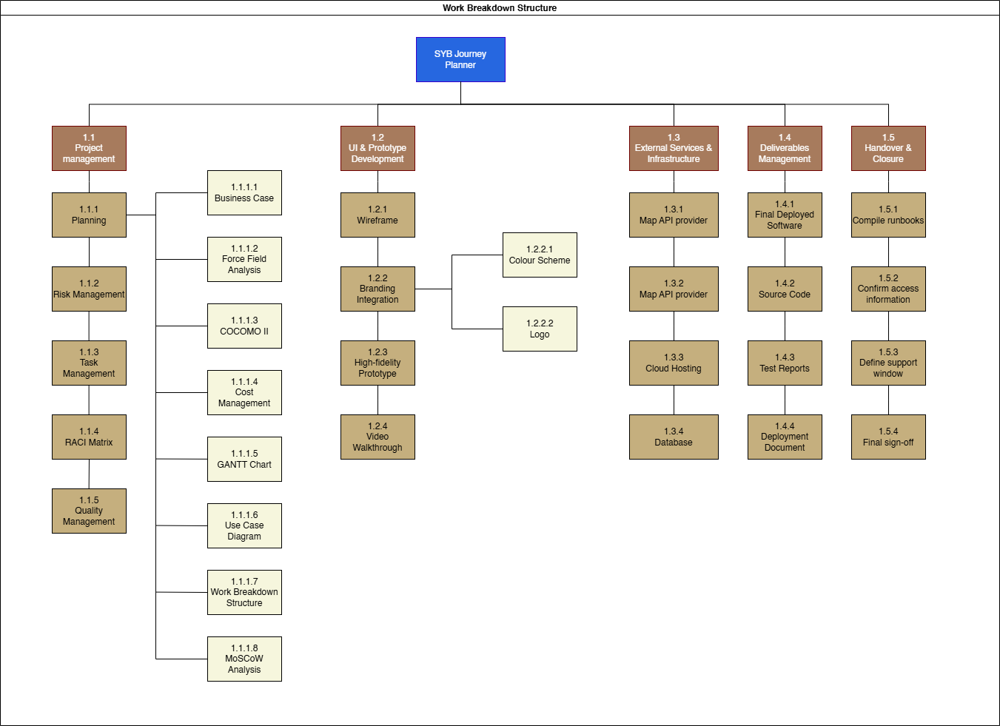 Work Breakdown Structure
SYB Journey
Planner
1.1
Project
management
1.1.1
Planning
1.1.2
Risk Management
1.1.3
Task
Management
1.1.4
RACI Matrix
1.1.5
Quality
Management
1.1.1.1
Business Case
1.1.1.2
Force Field
Analysis
1.1.1.3
COCOMO II
1.1.1.4
Cost
Management
1.1.1.5
GANTT Chart
1.1.1.6
Use Case
Diagram
1.1.1.7
Work Breakdown
Structure
1.1.1.8
MoSCoW
Analysis
1.2
UI & Prototype
Development
1.2.1
Wireframe
1.2.2
Branding
Integration
1.2.3
High-fidelity
Prototype
1.2.4
Video
Walkthrough
1.2.2.1
Colour Scheme
1.2.2.2
Logo
1.3
External Services &
Infrastructure
1.3.1
Map API provider
1.3.2
Map API provider
1.3.3
Cloud Hosting
1.3.4
Database
1.4
Deliverables
Management
1.4.1
Final Deployed
Software
1.4.2
Source Code
1.4.3
Test Reports
1.4.4
Deployment
Document
1.5
Handover &
Closure
1.5.1
Compile runbooks
1.5.2
Confirm access
information
1.5.3
Define support
window
1.5.4
Final sign-off